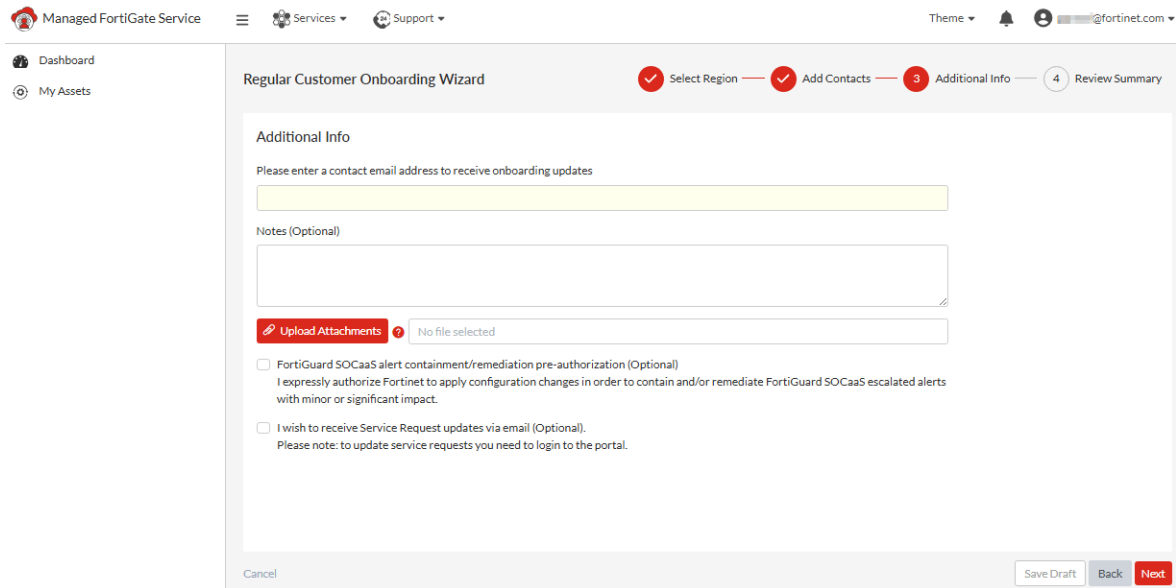 Managed FortiGate Service
Services
Support
Theme
@fortinet.com
Dashboard
My Assets
Regular Customer Onboarding Wizard
Select Region
Add Contacts
3 Additional Info
4 Review Summary
Additional Info
Please enter a contact email address to receive onboarding updates
Notes (Optional)
Upload Attachments ? No file selected
FortiGuard SOCaaS alert containment/remediation pre-authorization (Optional)
I expressly authorize Fortinet to apply configuration changes in order to contain and/or remediate FortiGuard SOCaaS escalated alerts
with minor or significant impact.
I wish to receive Service Request updates via email (Optional).
Please note: to update service requests you need to login to the portal.
Cancel
Save Draft
Back
Next